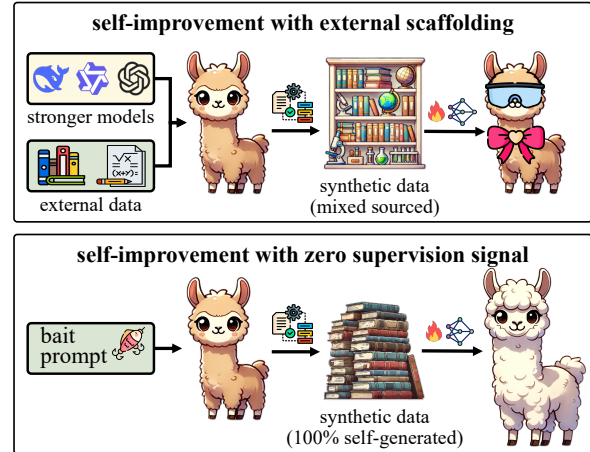 self-improvement with external scaffolding
stronger models
√x
(x+y)=
external data
synthetic data
(mixed sourced)
self-improvement with zero supervision signal
bait
prompt
synthetic data
(100% self-generated)